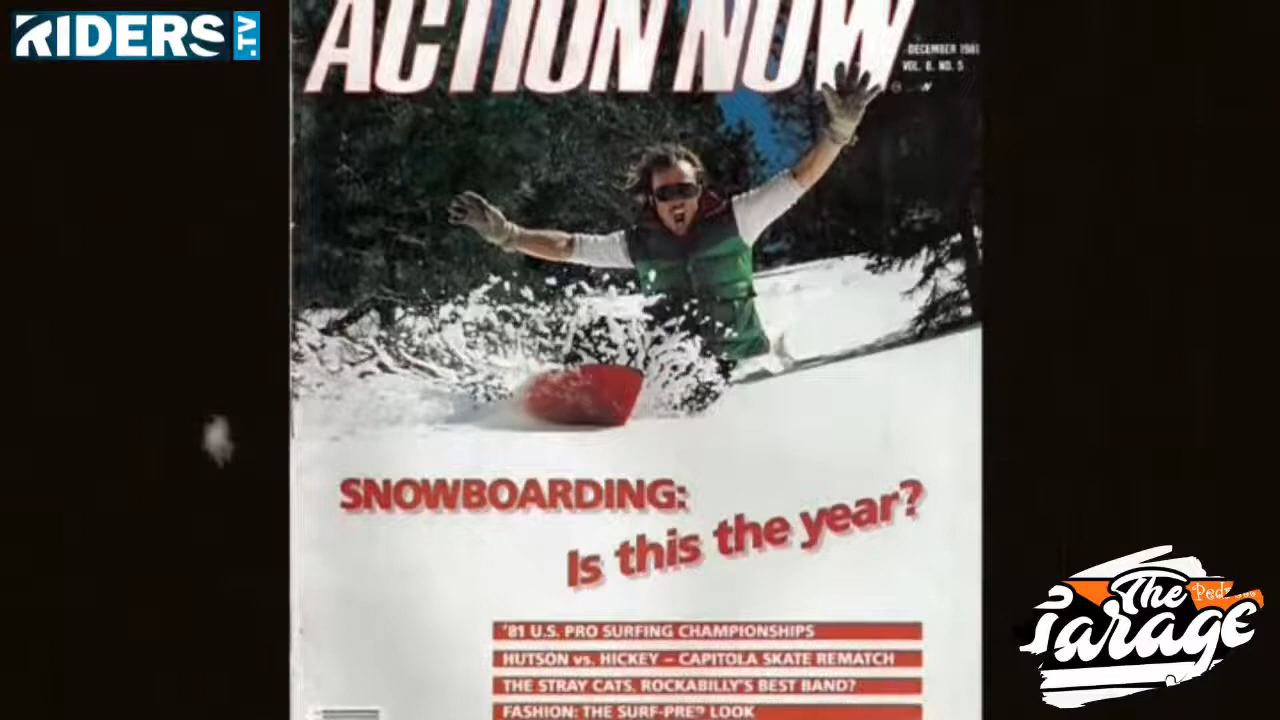 RIDERS.TV
ACTION NOW
DECEMBER 1981
VOL. 8. NO. 5
SNOWBOARDING:
Is this the year?
'81 U.S. PRO SURFING CHAMPIONSHIPS
HUTSON vs. HICKEY – CAPITOLA SKATE REMATCH
THE STRAY CATS. ROCKABILLY'S BEST BAND?
FASHION: THE SURF-PREP LOOK
The
Garage